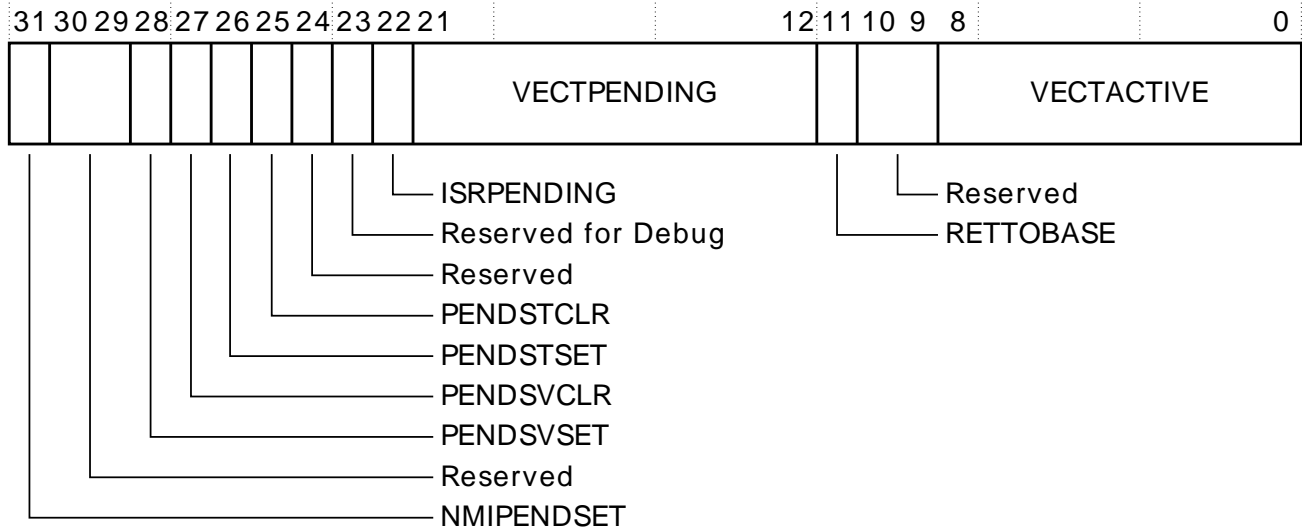 31 30 29 28 27 26 25 24 23 22 21 12 11 10 9 8 0
VECTPENDING VECTACTIVE
ISRPENDING Reserved
Reserved for Debug RETTOBASE
Reserved
PENDSTCLR
PENDSTSET
PENDSVCLR
PENDSVSET
Reserved
NMIPENDSET